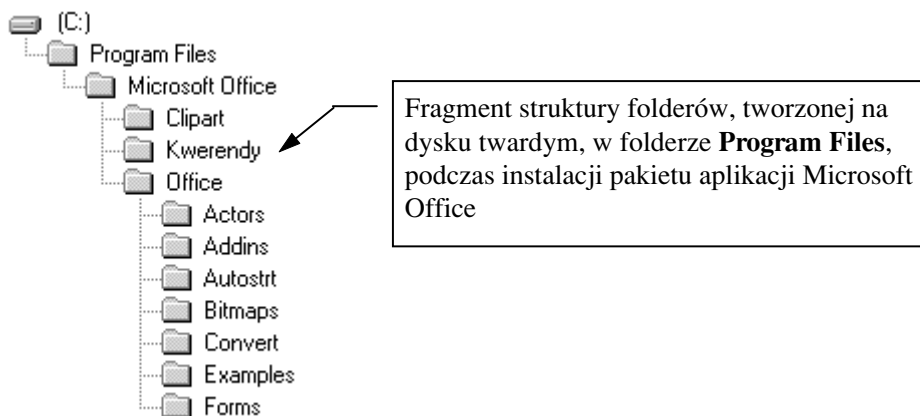 (C:)
Program Files
Microsoft Office
Clipart
Kwerendy
Office
Actors
Addins
Autostrt
Bitmaps
Convert
Examples
Forms
Fragment struktury folderów, tworzonej na
dysku twardym, w folderze Program Files,
podczas instalacji pakietu aplikacji Microsoft
Office